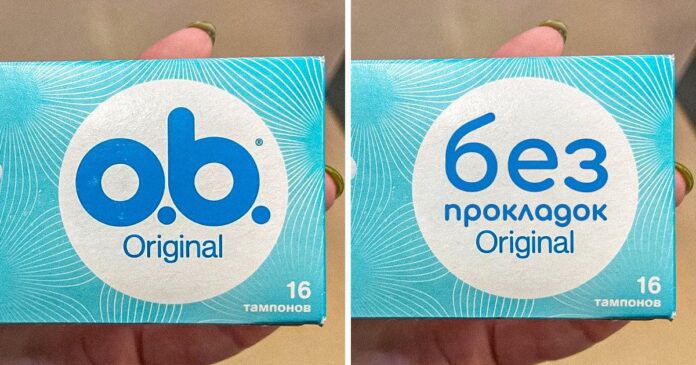 o.b.®
Original
16
тампонов
без
прокладок
Original
16
тампонов